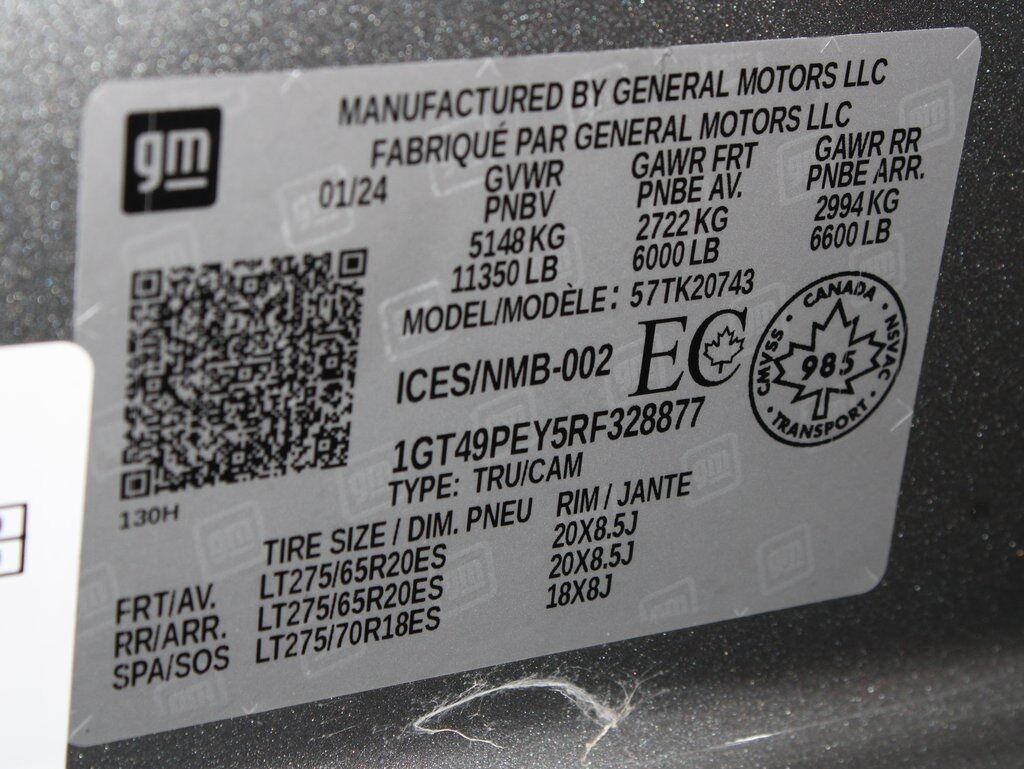 gm
MANUFACTURED BY GENERAL MOTORS LLC
FABRIQUÉ PAR GENERAL MOTORS LLC
01/24
GVWR GAWR FRT GAWR RR
PNBV PNBE AV. PNBE ARR.
5148 KG 2722 KG 2994 KG
11350 LB 6000 LB 6600 LB
MODEL/MODÈLE: 57TK20743
ICES/NMB-002 EC
CANADA · NSVAC · TRANSPORT · CMVSS ·
985
1GT49PEY5RF328877
TYPE: TRU/CAM
130H
TIRE SIZE / DIM. PNEU RIM / JANTE
FRT/AV. LT275/65R20ES 20X8.5J
RR/ARR. LT275/65R20ES 20X8.5J
SPA/SOS LT275/70R18ES 18X8J